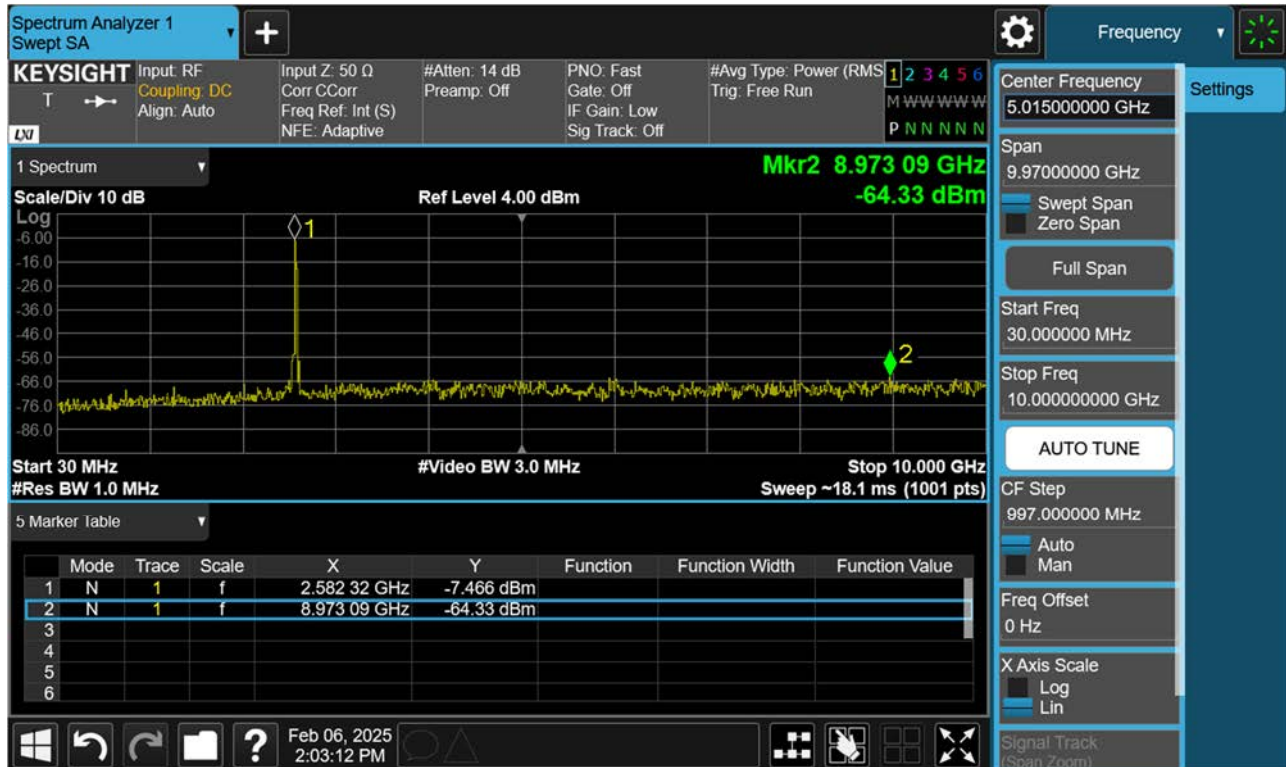 Spectrum Analyzer 1
Swept SA
Frequency
KEYSIGHT
T
LXI
Input: RF
Coupling: DC
Align: Auto
Input Z: 50 Ω
Corr CCorr
Freq Ref: Int (S)
NFE: Adaptive
#Atten: 14 dB
Preamp: Off
PNO: Fast
Gate: Off
IF Gain: Low
Sig Track: Off
#Avg Type: Power (RMS
Trig: Free Run
1 2 3 4 5 6
M W W W W W
P N N N N N
1 Spectrum
Mkr2 8.973 09 GHz
-64.33 dBm
Scale/Div 10 dB
Ref Level 4.00 dBm
Log
-6.00
-16.0
-26.0
-36.0
-46.0
-56.0
-66.0
-76.0
-86.0
1
2
Start 30 MHz
#Video BW 3.0 MHz
Stop 10.000 GHz
#Res BW 1.0 MHz
Sweep ~18.1 ms (1001 pts)
5 Marker Table
Mode Trace Scale X Y Function Function Width Function Value
1 N 1 f 2.582 32 GHz -7.466 dBm
2 N 1 f 8.973 09 GHz -64.33 dBm
3
4
5
6
Feb 06, 2025
2:03:12 PM
Center Frequency
5.015000000 GHz
Settings
Span
9.97000000 GHz
Swept Span
Zero Span
Full Span
Start Freq
30.000000 MHz
Stop Freq
10.000000000 GHz
AUTO TUNE
CF Step
997.000000 MHz
Auto
Man
Freq Offset
0 Hz
X Axis Scale
Log
Lin
Signal Track
(Span Zoom)